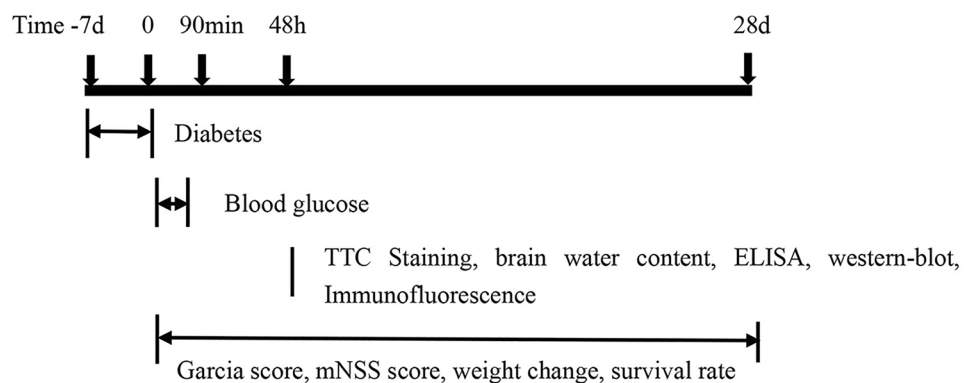 Time -7d 0 90min 48h 28d
Diabetes
Blood glucose
TTC Staining, brain water content, ELISA, western-blot,
Immunofluorescence
Garcia score, mNSS score, weight change, survival rate